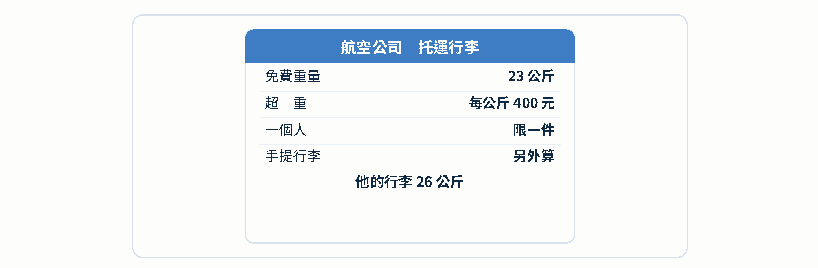 航空公司　托運行李
免費重量 23 公斤
超　重 每公斤 400 元
一個人 限一件
手提行李 另外算
他的行李 26 公斤